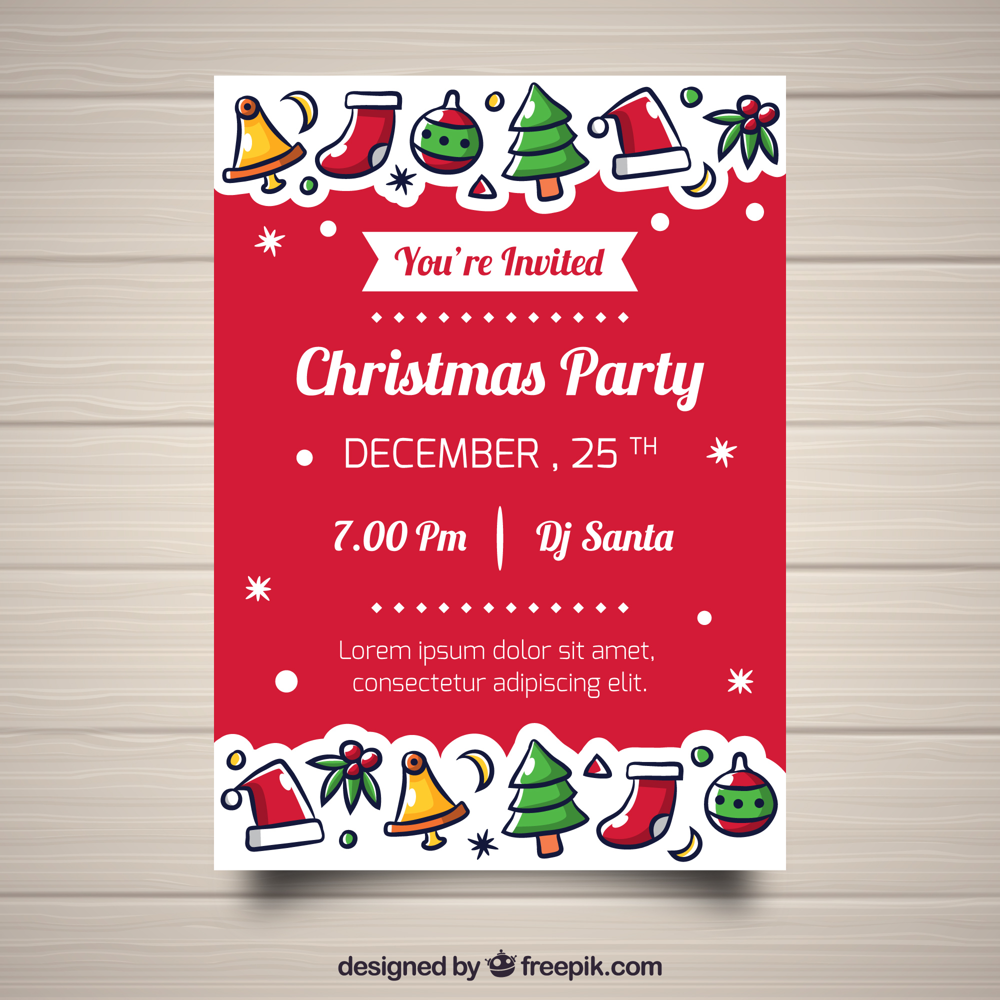 You're Invited
Christmas Party
DECEMBER , 25 TH
7.00 Pm
Dj Santa
Lorem ipsum dolor sit amet,
consectetur adipiscing elit.
designed by freepik.com